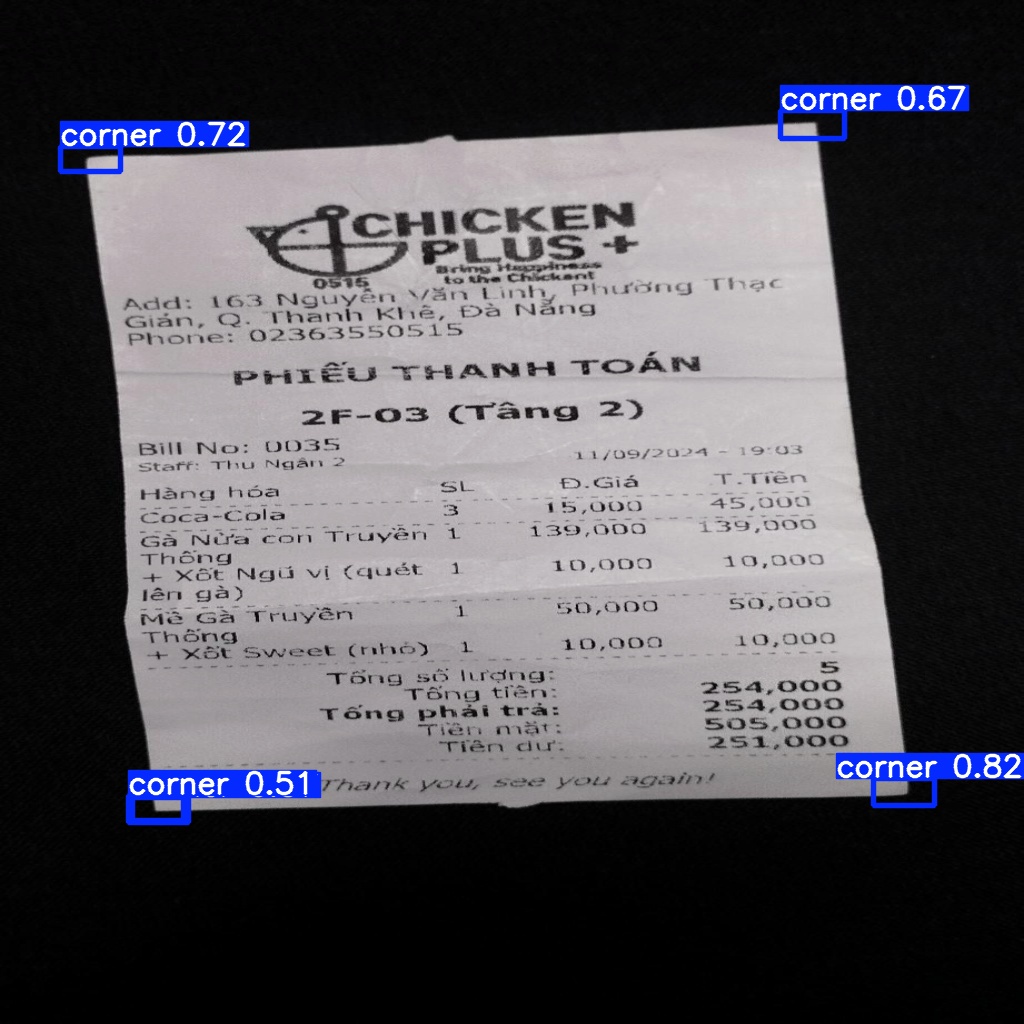 corner 0.67
corner 0.72
CHICKEN
PLUS +
Bring Happiness
to the Chickent
0515
Add: 163 Nguyễn Văn Linh, Phường Thạc
Gián, Q. Thanh Khê, Đà Nẵng
Phone: 02363550515
PHIẾU THANH TOÁN
2F-03 (Tầng 2)
Bill No: 0035
Staff: Thu Ngân 2 11/09/2024 - 19:03
Hàng hóa SL Đ.Giá T.Tiền
Coca-Cola 3 15,000 45,000
Gà Nửa con Truyền 1 139,000 139,000
Thống
+ Xốt Ngũ vị (quét 1 10,000 10,000
lên gà)
Mề Gà Truyền 1 50,000 50,000
Thống
+ Xốt Sweet (nhỏ) 1 10,000 10,000
Tổng số lượng: 5
Tổng tiền: 254,000
Tổng phải trả: 254,000
Tiền mặt: 505,000
Tiền dư: 251,000
corner 0.82
corner 0.51
Thank you, see you again!